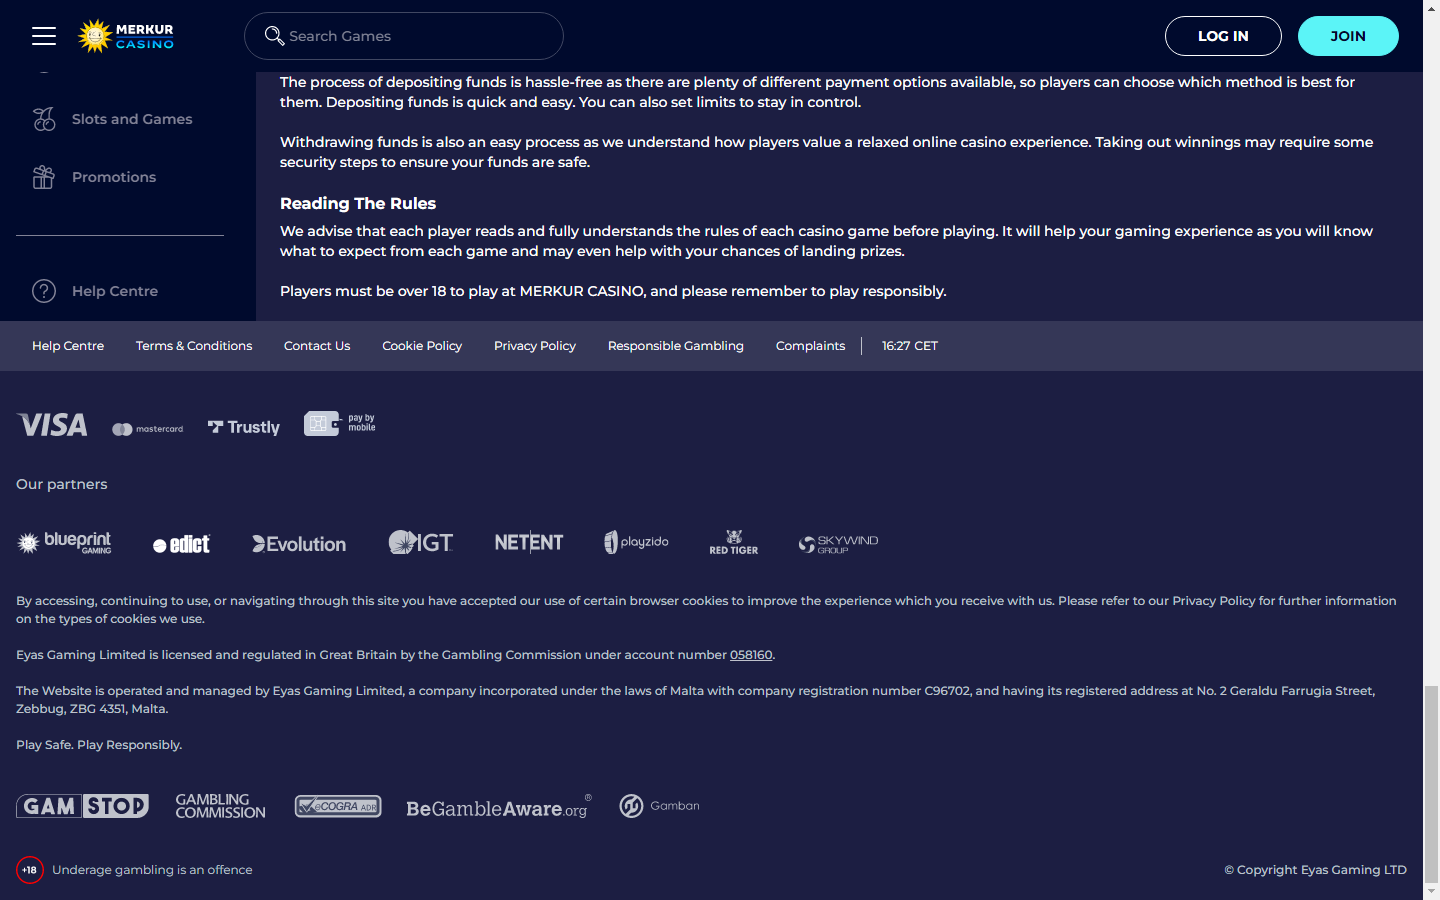 MERKUR
CASINO
Search Games
LOG IN
JOIN
Slots and Games
Promotions
Help Centre
The process of depositing funds is hassle-free as there are plenty of different payment options available, so players can choose which method is best for
them. Depositing funds is quick and easy. You can also set limits to stay in control.
Withdrawing funds is also an easy process as we understand how players value a relaxed online casino experience. Taking out winnings may require some
security steps to ensure your funds are safe.
Reading The Rules
We advise that each player reads and fully understands the rules of each casino game before playing. It will help your gaming experience as you will know
what to expect from each game and may even help with your chances of landing prizes.
Players must be over 18 to play at MERKUR CASINO, and please remember to play responsibly.
Help Centre Terms & Conditions Contact Us Cookie Policy Privacy Policy Responsible Gambling Complaints 16:27 CET
VISA mastercard Trustly pay by
mobile
Our partners
blueprint
GAMING
edict
Evolution
IGT
NETENT
playzido
RED TIGER
SKYWIND
GROUP
By accessing, continuing to use, or navigating through this site you have accepted our use of certain browser cookies to improve the experience which you receive with us. Please refer to our Privacy Policy for further information
on the types of cookies we use.
Eyas Gaming Limited is licensed and regulated in Great Britain by the Gambling Commission under account number 058160.
The Website is operated and managed by Eyas Gaming Limited, a company incorporated under the laws of Malta with company registration number C96702, and having its registered address at No. 2 Geraldu Farrugia Street,
Zebbug, ZBG 4351, Malta.
Play Safe. Play Responsibly.
GAMSTOP
GAMBLING
COMMISSION
eCOGRA ADR
BeGambleAware.org®
Gamban
+18 Underage gambling is an offence
© Copyright Eyas Gaming LTD